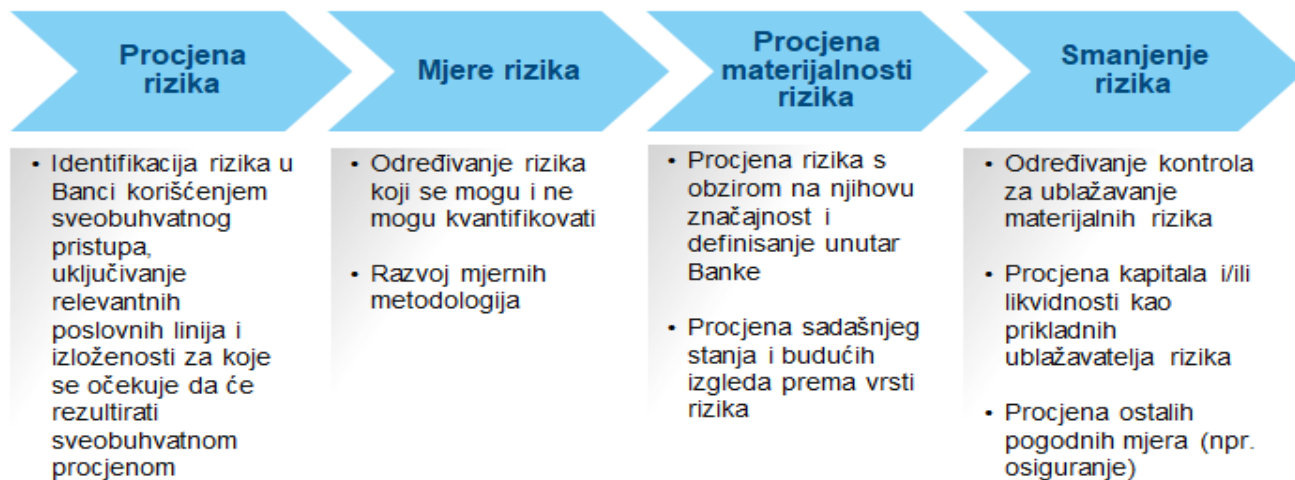 Procjena
rizika
• Identifikacija rizika u
Banci korišćenjem
sveobuhvatnog
pristupa,
uključivanje
relevantnih
poslovnih linija i
izloženosti za koje
se očekuje da će
rezultirati
sveobuhvatnom
procjenom
Mjere rizika
• Određivanje rizika
koji se mogu i ne
mogu kvantifikovati
• Razvoj mjernih
metodologija
Procjena
materijalnosti
rizika
• Procjena rizika s
obzirom na njihovu
značajnost i
definisanje unutar
Banke
• Procjena sadašnjeg
stanja i budućih
izgleda prema vrsti
rizika
Smanjenje
rizika
• Određivanje kontrola
za ublažavanje
materijalnih rizika
• Procjena kapitala i/ili
likvidnosti kao
prikladnih
ublažavatelja rizika
• Procjena ostalih
pogodnih mjera (npr.
osiguranje)